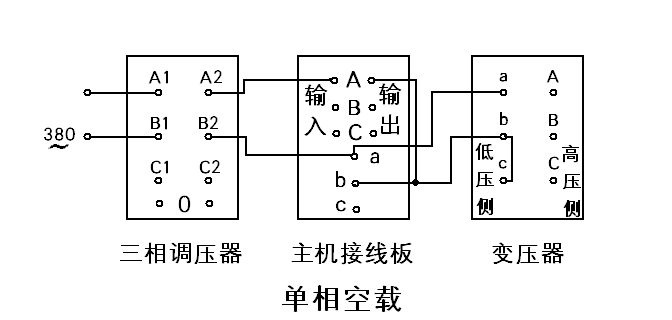 A1 A2
B1 B2
C1 C2
0
380
~
三相调压器
输入 A 输出
B
C
a
b
c
主机接线板
a A
b B
c C
低压侧 高压侧
变压器
单相空载